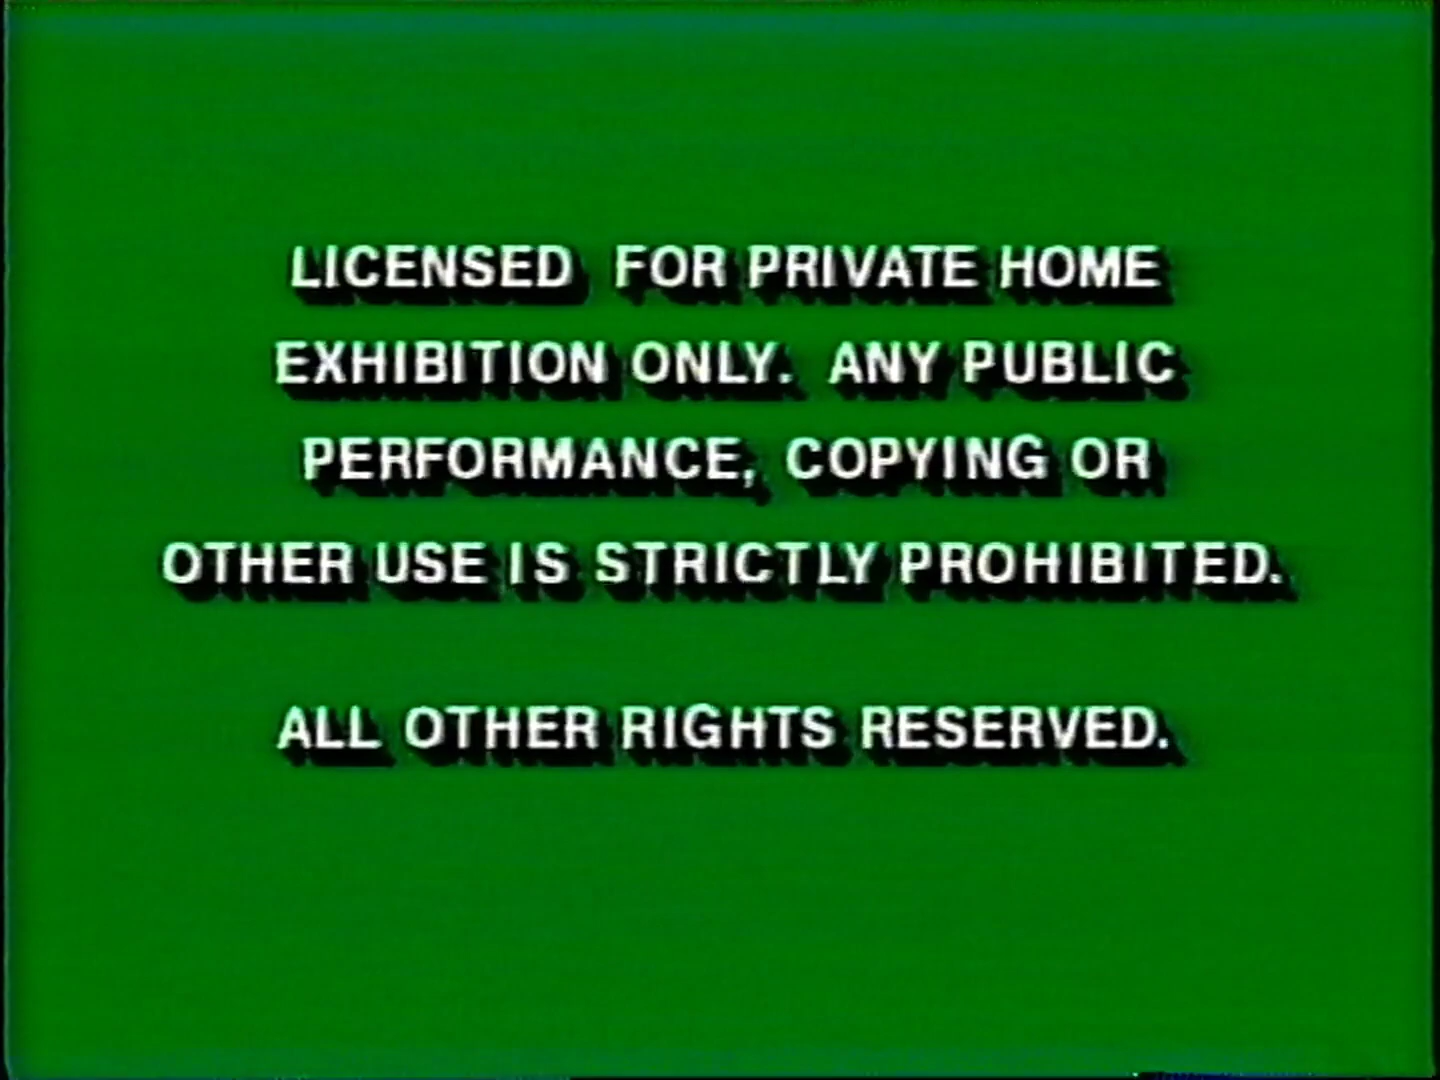 LICENSED FOR PRIVATE HOME
EXHIBITION ONLY. ANY PUBLIC
PERFORMANCE, COPYING OR
OTHER USE IS STRICTLY PROHIBITED.
ALL OTHER RIGHTS RESERVED.